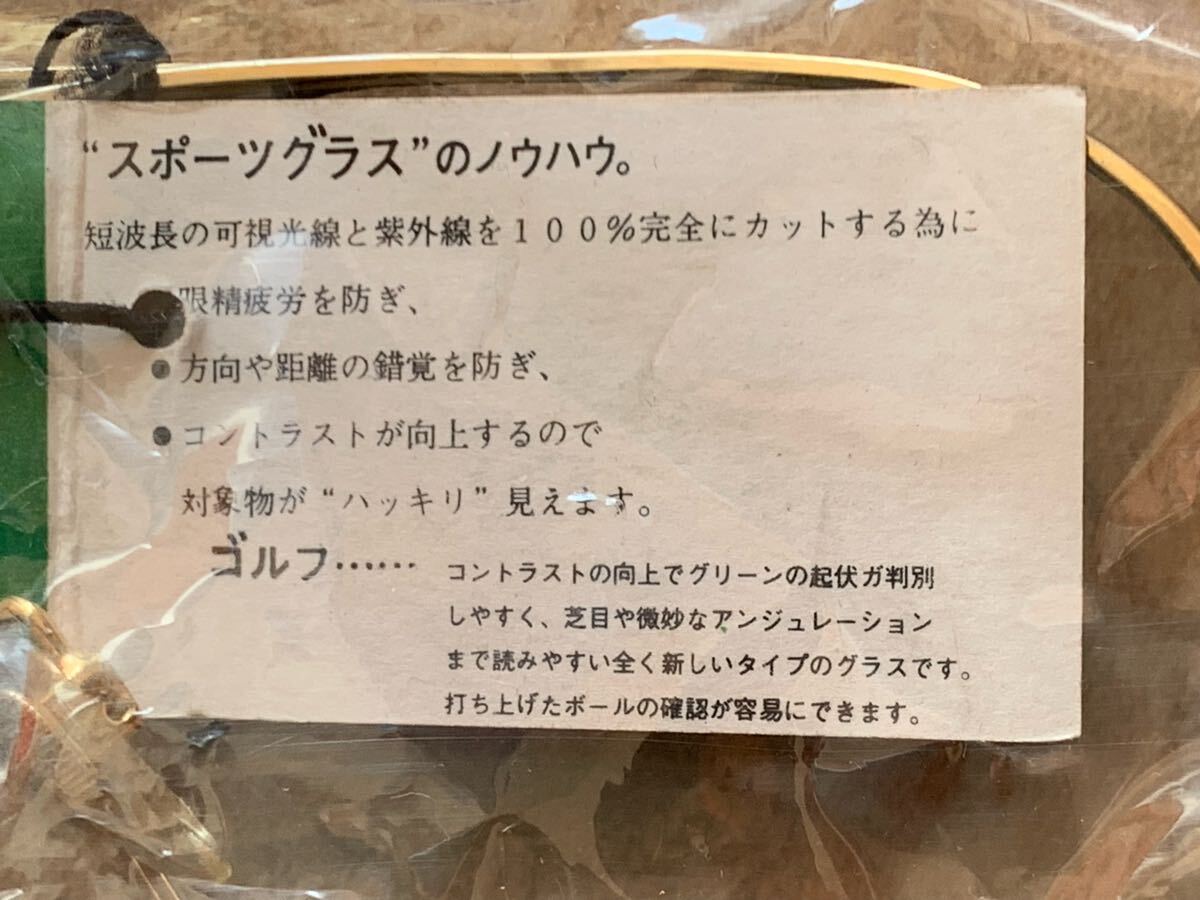 “スポーツグラス”のノウハウ。
短波長の可視光線と紫外線を１００％完全にカットする為に
眼精疲労を防ぎ、
●方向や距離の錯覚を防ぎ、
●コントラストが向上するので
対象物が“ハッキリ”見えます。
ゴルフ…… コントラストの向上でグリーンの起伏ガ判別
しやすく、芝目や微妙なアンジュレーション
まで読みやすい全く新しいタイプのグラスです。
打ち上げたボールの確認が容易にできます。